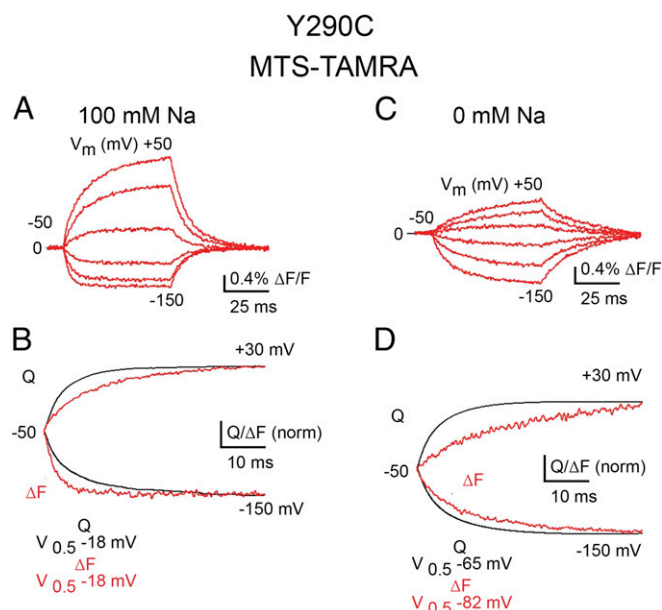 Y290C
MTS-TAMRA
A
100 mM Na
Vm (mV) +50
-50
0
-150
0.4% ΔF/F
25 ms
B
Q
+30 mV
-50
Q/ΔF (norm)
10 ms
ΔF
-150 mV
Q
V 0.5 -18 mV
ΔF
V 0.5 -18 mV
C
0 mM Na
Vm (mV) +50
-50
0
-150
0.4% ΔF/F
25 ms
D
+30 mV
Q
-50
ΔF
Q/ΔF (norm)
10 ms
-150 mV
Q
V 0.5 -65 mV
ΔF
V 0.5 -82 mV